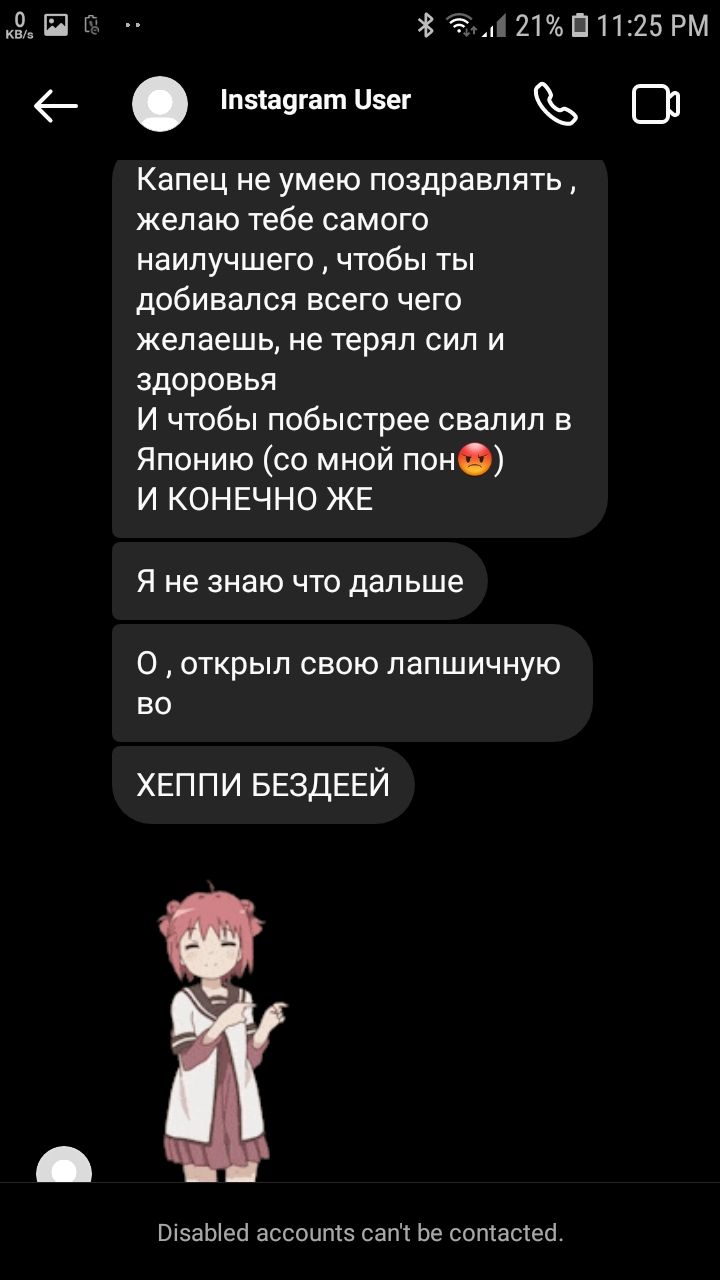 0
KB/s
21%
11:25 PM
Instagram User
Капец не умею поздравлять ,
желаю тебе самого
наилучшего , чтобы ты
добивался всего чего
желаешь, не терял сил и
здоровья
И чтобы побыстрее свалил в
Японию (со мной пон😡)
И КОНЕЧНО ЖЕ
Я не знаю что дальше
О , открыл свою лапшичную
во
ХЕППИ БЕЗДЕЕЙ
Disabled accounts can't be contacted.